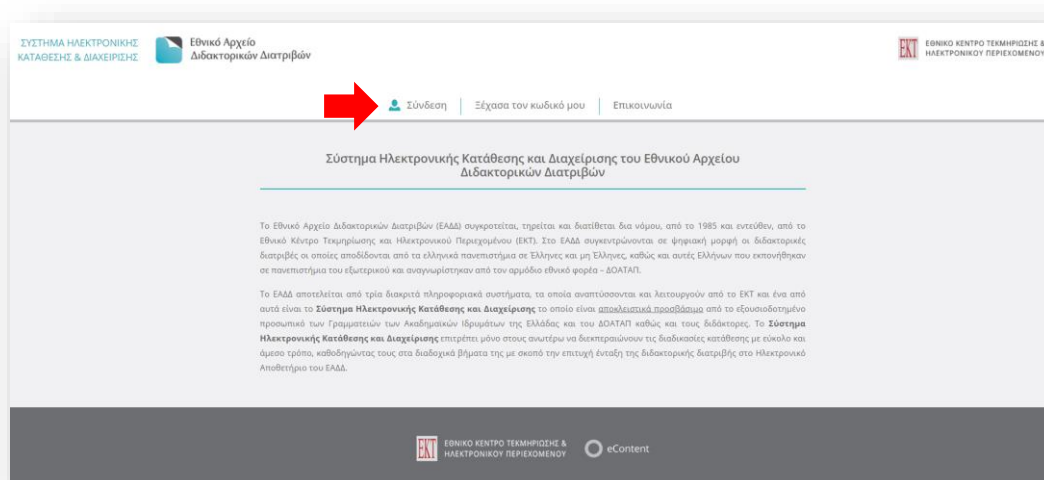 ΣΥΣΤΗΜΑ ΗΛΕΚΤΡΟΝΙΚΗΣ
ΚΑΤΑΘΕΣΗΣ & ΔΙΑΧΕΙΡΙΣΗΣ
Εθνικό Αρχείο
Διδακτορικών Διατριβών
ΕΚΤ
ΕΘΝΙΚΟ ΚΕΝΤΡΟ ΤΕΚΜΗΡΙΩΣΗΣ &
ΗΛΕΚΤΡΟΝΙΚΟΥ ΠΕΡΙΕΧΟΜΕΝΟΥ
Σύνδεση
Ξέχασα τον κωδικό μου
Επικοινωνία
Σύστημα Ηλεκτρονικής Κατάθεσης και Διαχείρισης του Εθνικού Αρχείου
Διδακτορικών Διατριβών
Το Εθνικό Αρχείο Διδακτορικών Διατριβών (ΕΑΔΔ) συγκροτείται, τηρείται και διατίθεται δια νόμου, από το 1985 και εντεύθεν, από το
Εθνικό Κέντρο Τεκμηρίωσης και Ηλεκτρονικού Περιεχομένου (ΕΚΤ). Στο ΕΑΔΔ συγκεντρώνονται σε ψηφιακή μορφή οι διδακτορικές
διατριβές οι οποίες αποδίδονται από τα ελληνικά πανεπιστήμια σε Έλληνες και μη Έλληνες, καθώς και αυτές Ελλήνων που εκπονήθηκαν
σε πανεπιστήμια του εξωτερικού και αναγνωρίστηκαν από τον αρμόδιο εθνικό φορέα – ΔΟΑΤΑΠ.
Το ΕΑΔΔ αποτελείται από τρία διακριτά πληροφοριακά συστήματα, τα οποία αναπτύσσονται και λειτουργούν από το ΕΚΤ και ένα από
αυτά είναι το Σύστημα Ηλεκτρονικής Κατάθεσης και Διαχείρισης το οποίο είναι αποκλειστικά προσβάσιμο από το εξουσιοδοτημένο
προσωπικό των Γραμματειών των Ακαδημαϊκών Ιδρυμάτων της Ελλάδας και του ΔΟΑΤΑΠ καθώς και τους διδάκτορες. Το Σύστημα
Ηλεκτρονικής Κατάθεσης και Διαχείρισης επιτρέπει μόνο στους ανωτέρω να διεκπεραιώνουν τις διαδικασίες κατάθεσης με εύκολο και
άμεσο τρόπο, καθοδηγώντας τους στα διαδοχικά βήματα της με σκοπό την επιτυχή ένταξη της διδακτορικής διατριβής στο Ηλεκτρονικό
Αποθετήριο του ΕΑΔΔ.
ΕΚΤ
ΕΘΝΙΚΟ ΚΕΝΤΡΟ ΤΕΚΜΗΡΙΩΣΗΣ &
ΗΛΕΚΤΡΟΝΙΚΟΥ ΠΕΡΙΕΧΟΜΕΝΟΥ
eContent